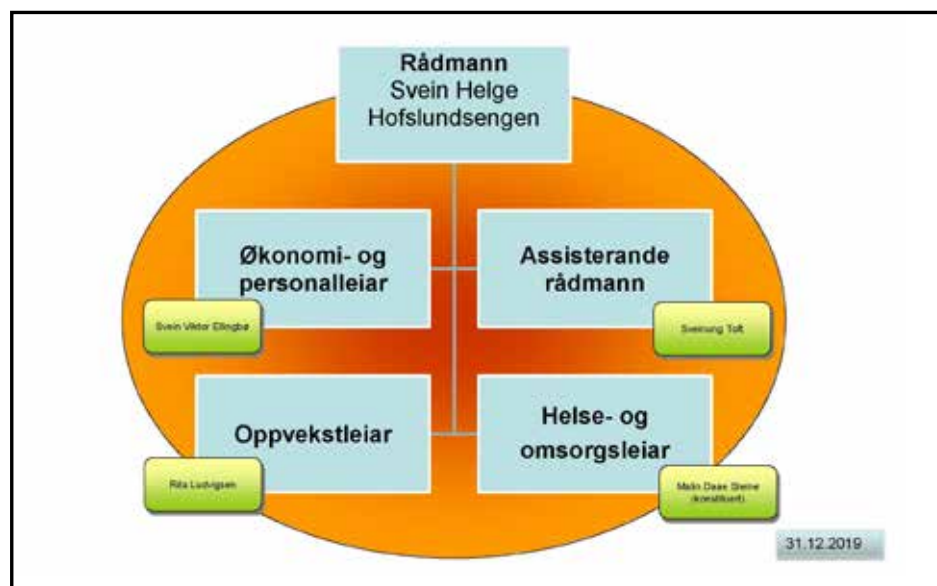 Rådmann
Svein Helge
Hofslundsengen
Økonomi- og
personalleiar
Svein Viktor Ellingbø
Assisterande
rådmann
Sveinung Toft
Oppvekstleiar
Rita Ludvigsen
Helse- og
omsorgsleiar
Malin Daae Steine
(konstituert)
31.12.2019